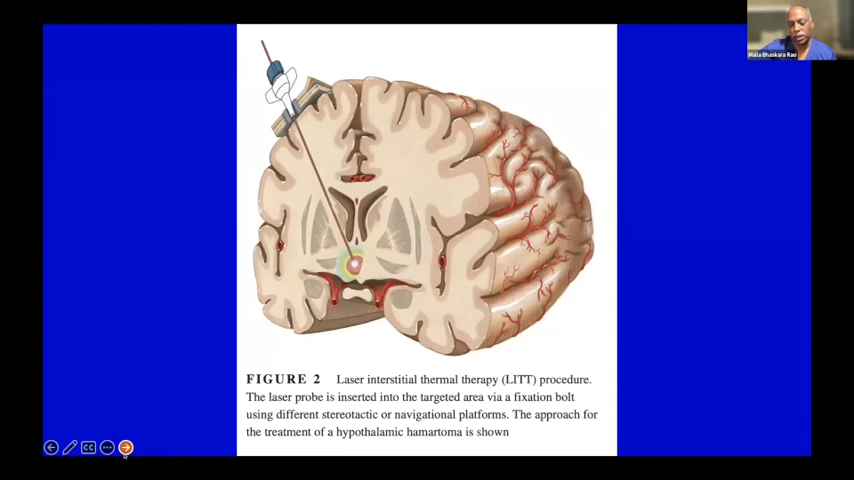 Malla Bhaskara Rao
FIGURE 2 Laser interstitial thermal therapy (LITT) procedure.
The laser probe is inserted into the targeted area via a fixation bolt
using different stereotactic or navigational platforms. The approach for
the treatment of a hypothalamic hamartoma is shown
CC